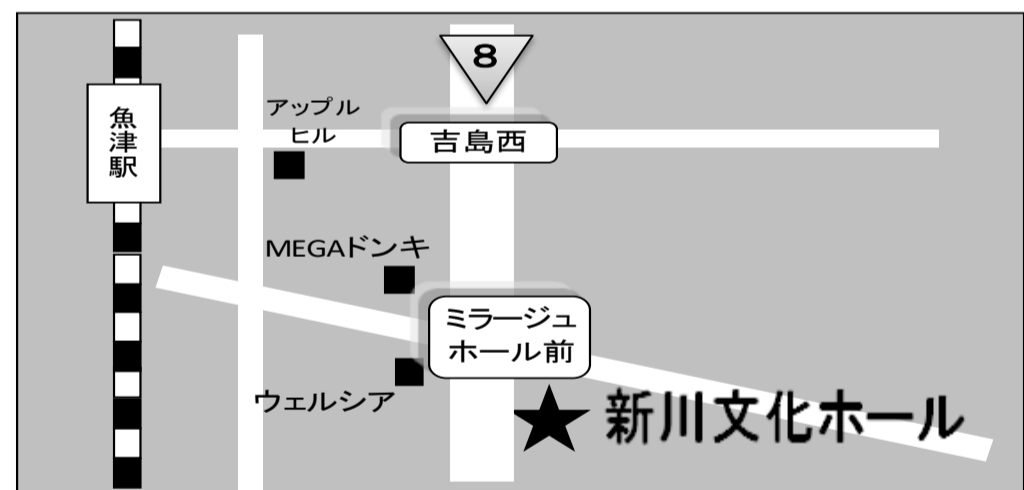 8
魚津駅
アップル
ヒル
吉島西
MEGAドンキ
ミラージュ
ホール前
ウェルシア
新川文化ホール